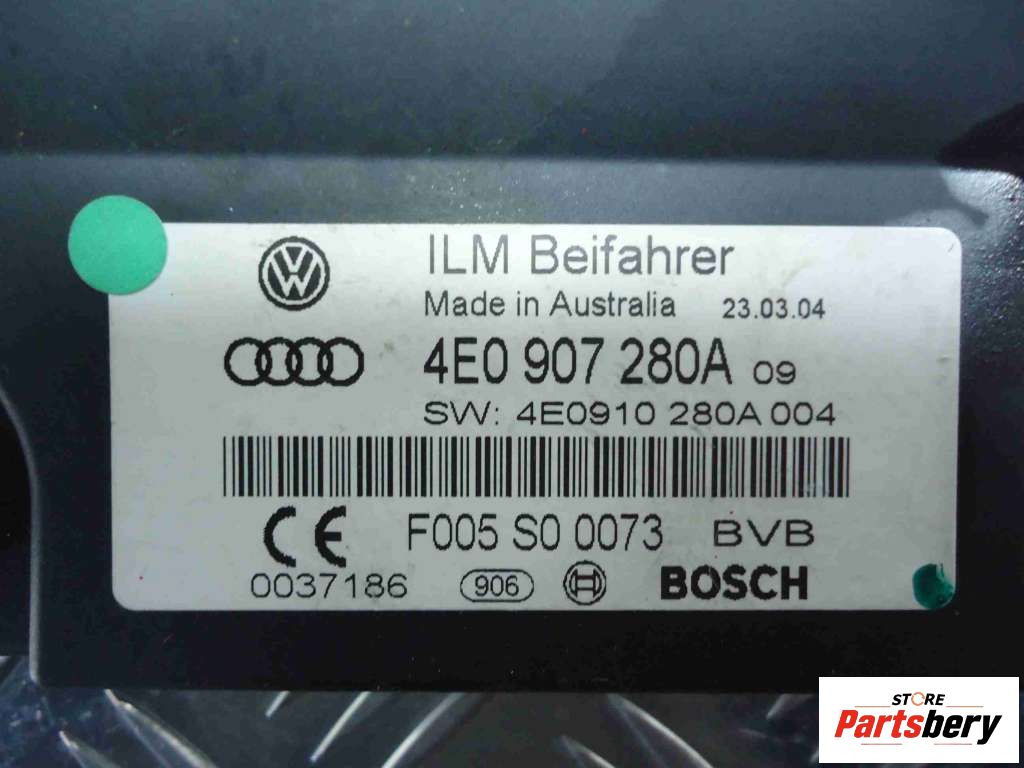 ILM Beifahrer
Made in Australia 23.03.04
4E0 907 280A 09
SW: 4E0910 280A 004
CE F005 S0 0073 BVB
0037186 906 BOSCH
STORE
Partsbery